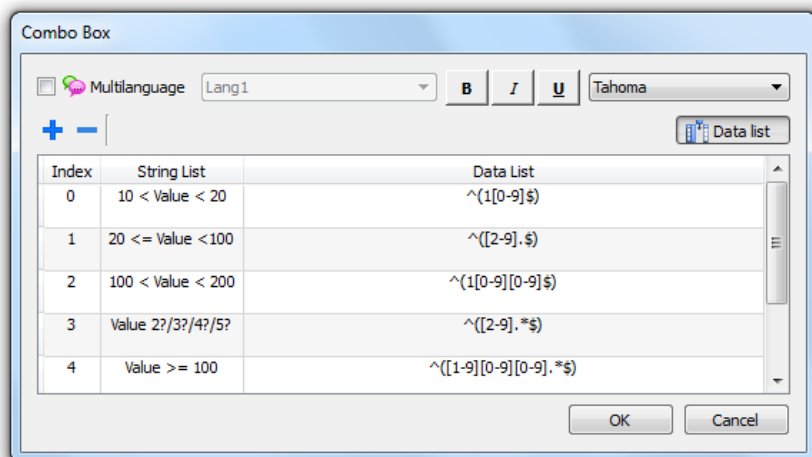 Combo Box
Multilanguage Lang1 B I U Tahoma
Data list
Index String List Data List
0 10 < Value < 20 ^(1[0-9]$)
1 20 <= Value <100 ^([2-9].$)
2 100 < Value < 200 ^(1[0-9][0-9]$)
3 Value 2?/3?/4?/5? ^([2-9].*$)
4 Value >= 100 ^([1-9][0-9][0-9].*$)
OK Cancel